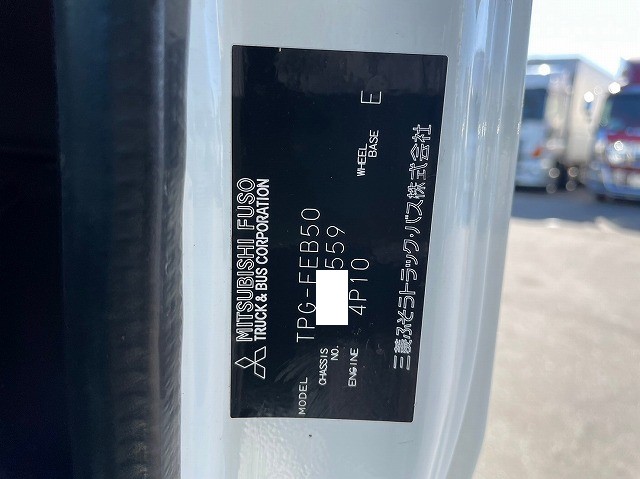 MITSUBISHI FUSO
TRUCK & BUS CORPORATION
MODEL TPG-FEB50
CHASSIS NO. 559
ENGINE 4P10
WHEEL BASE E
三菱ふそうトラック・バス株式会社